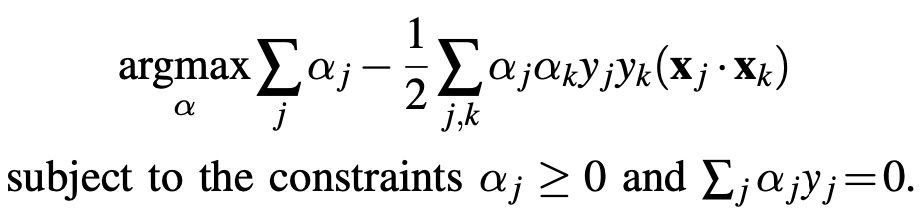 argmax_α ∑_j α_j − 1/2 ∑_{j,k} α_j α_k y_j y_k (x_j · x_k)
subject to the constraints α_j ≥ 0 and ∑_j α_j y_j = 0.